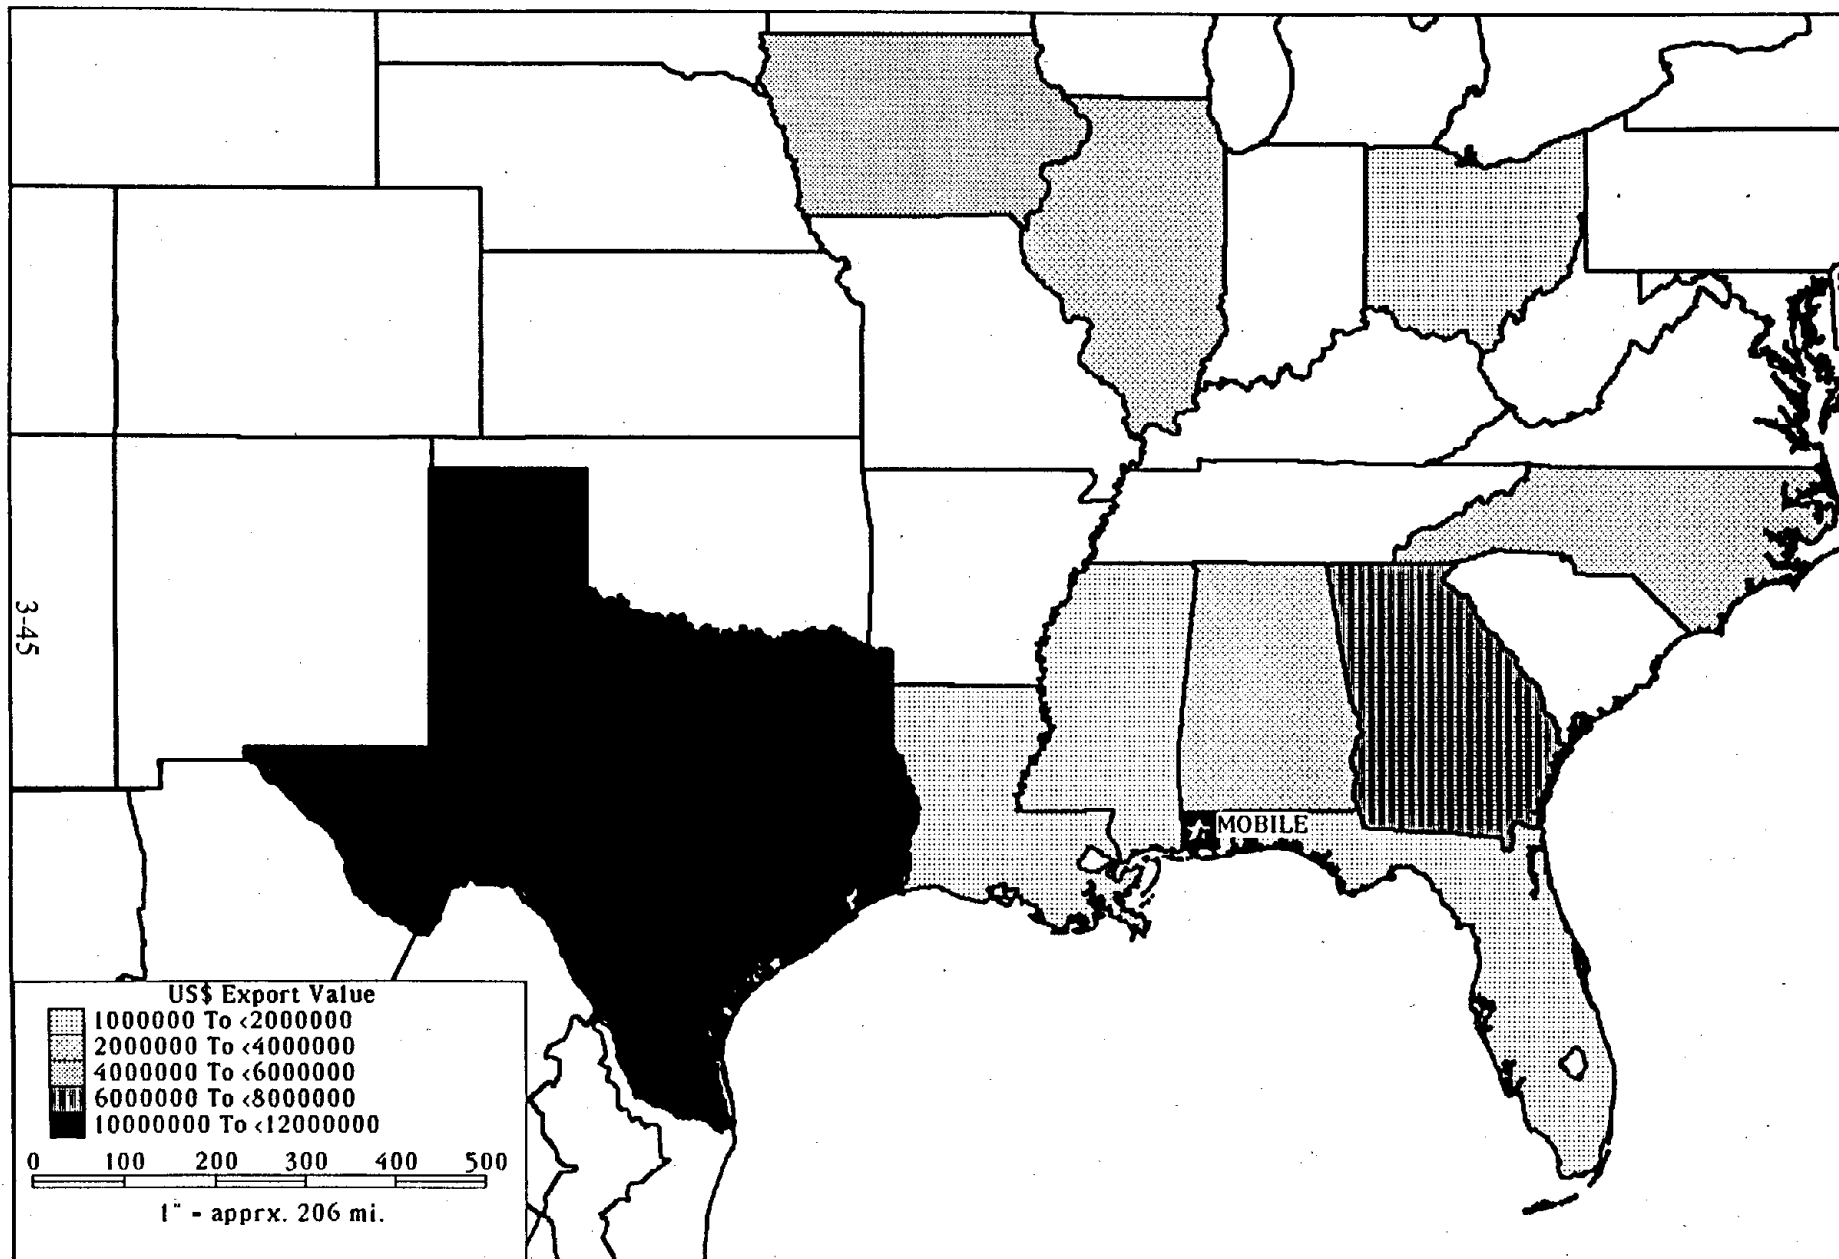 3-45
MOBILE
US$ Export Value
1000000 To <2000000
2000000 To <4000000
4000000 To <6000000
6000000 To <8000000
10000000 To <12000000
0 100 200 300 400 500
1" - apprx. 206 mi.